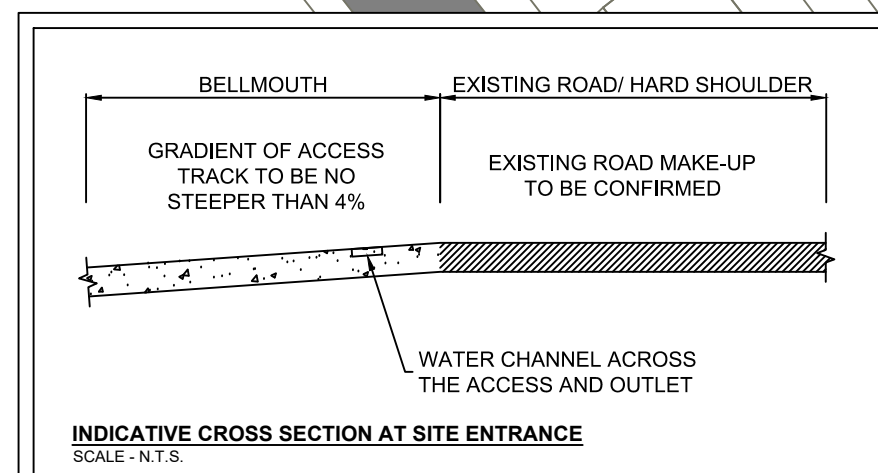 BELLMOUTH
EXISTING ROAD/ HARD SHOULDER
GRADIENT OF ACCESS
TRACK TO BE NO
STEEPER THAN 4%
EXISTING ROAD MAKE-UP
TO BE CONFIRMED
WATER CHANNEL ACROSS
THE ACCESS AND OUTLET
INDICATIVE CROSS SECTION AT SITE ENTRANCE
SCALE - N.T.S.